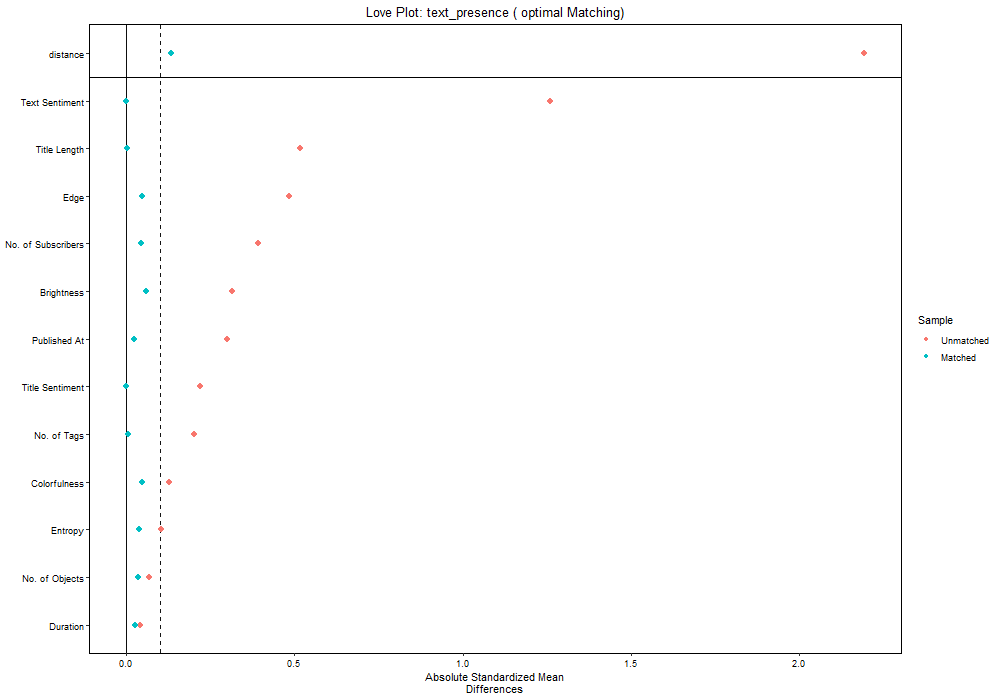 Love Plot: text_presence ( optimal Matching)
distance
Text Sentiment
Title Length
Edge
No. of Subscribers
Brightness
Published At
Title Sentiment
No. of Tags
Colorfulness
Entropy
No. of Objects
Duration
0.0
0.5
1.0
1.5
2.0
Absolute Standardized Mean
Differences
Sample
Unmatched
Matched